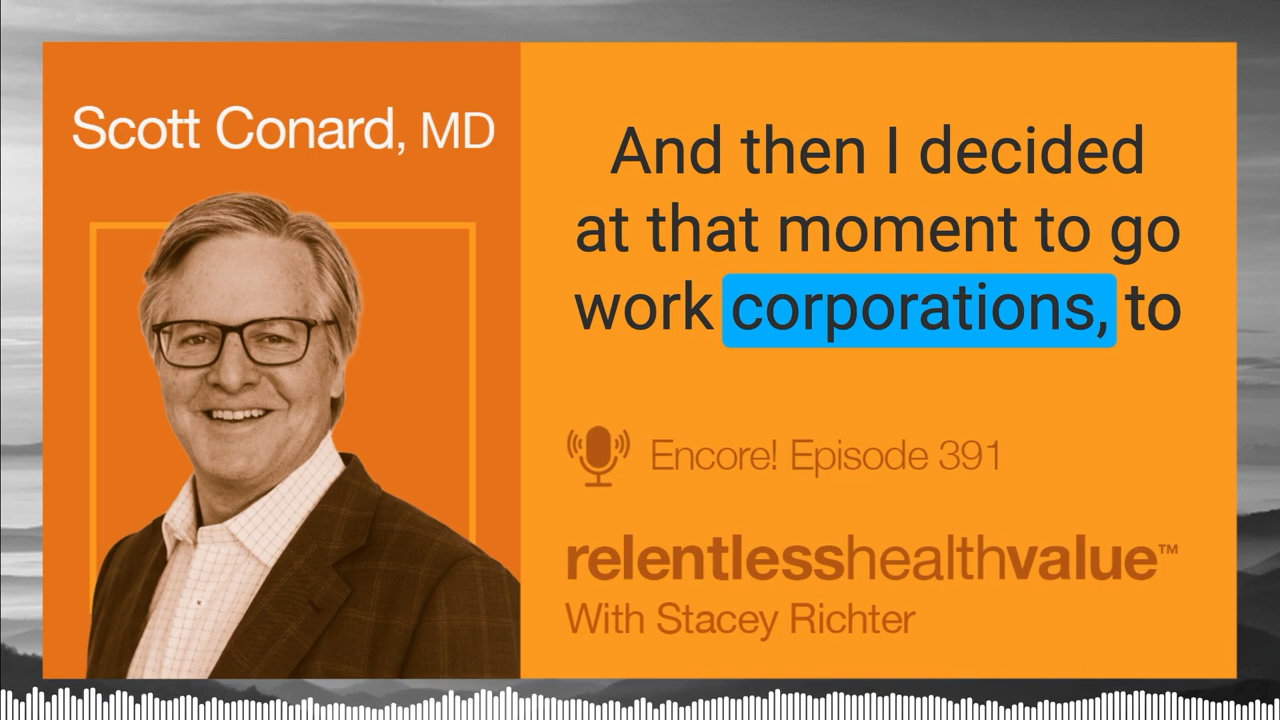 Scott Conard, MD
And then I decided
at that moment to go
work corporations, to
Encore! Episode 391
relentlesshealthvalue™
With Stacey Richter